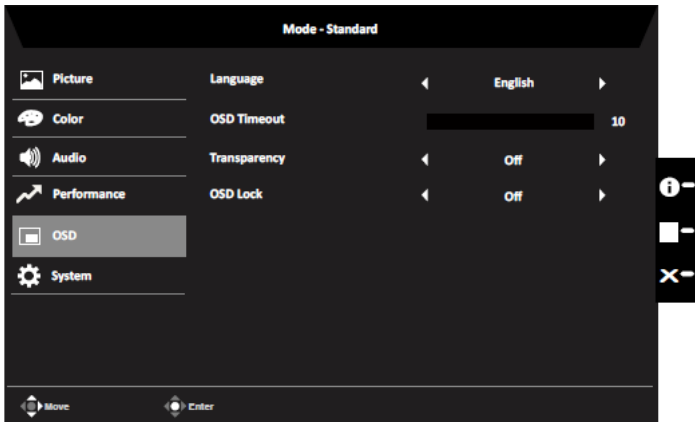 Mode - Standard
Picture
Language
English
Color
OSD Timeout
10
Audio
Transparency
Off
Performance
OSD Lock
Off
OSD
System
Move
Enter